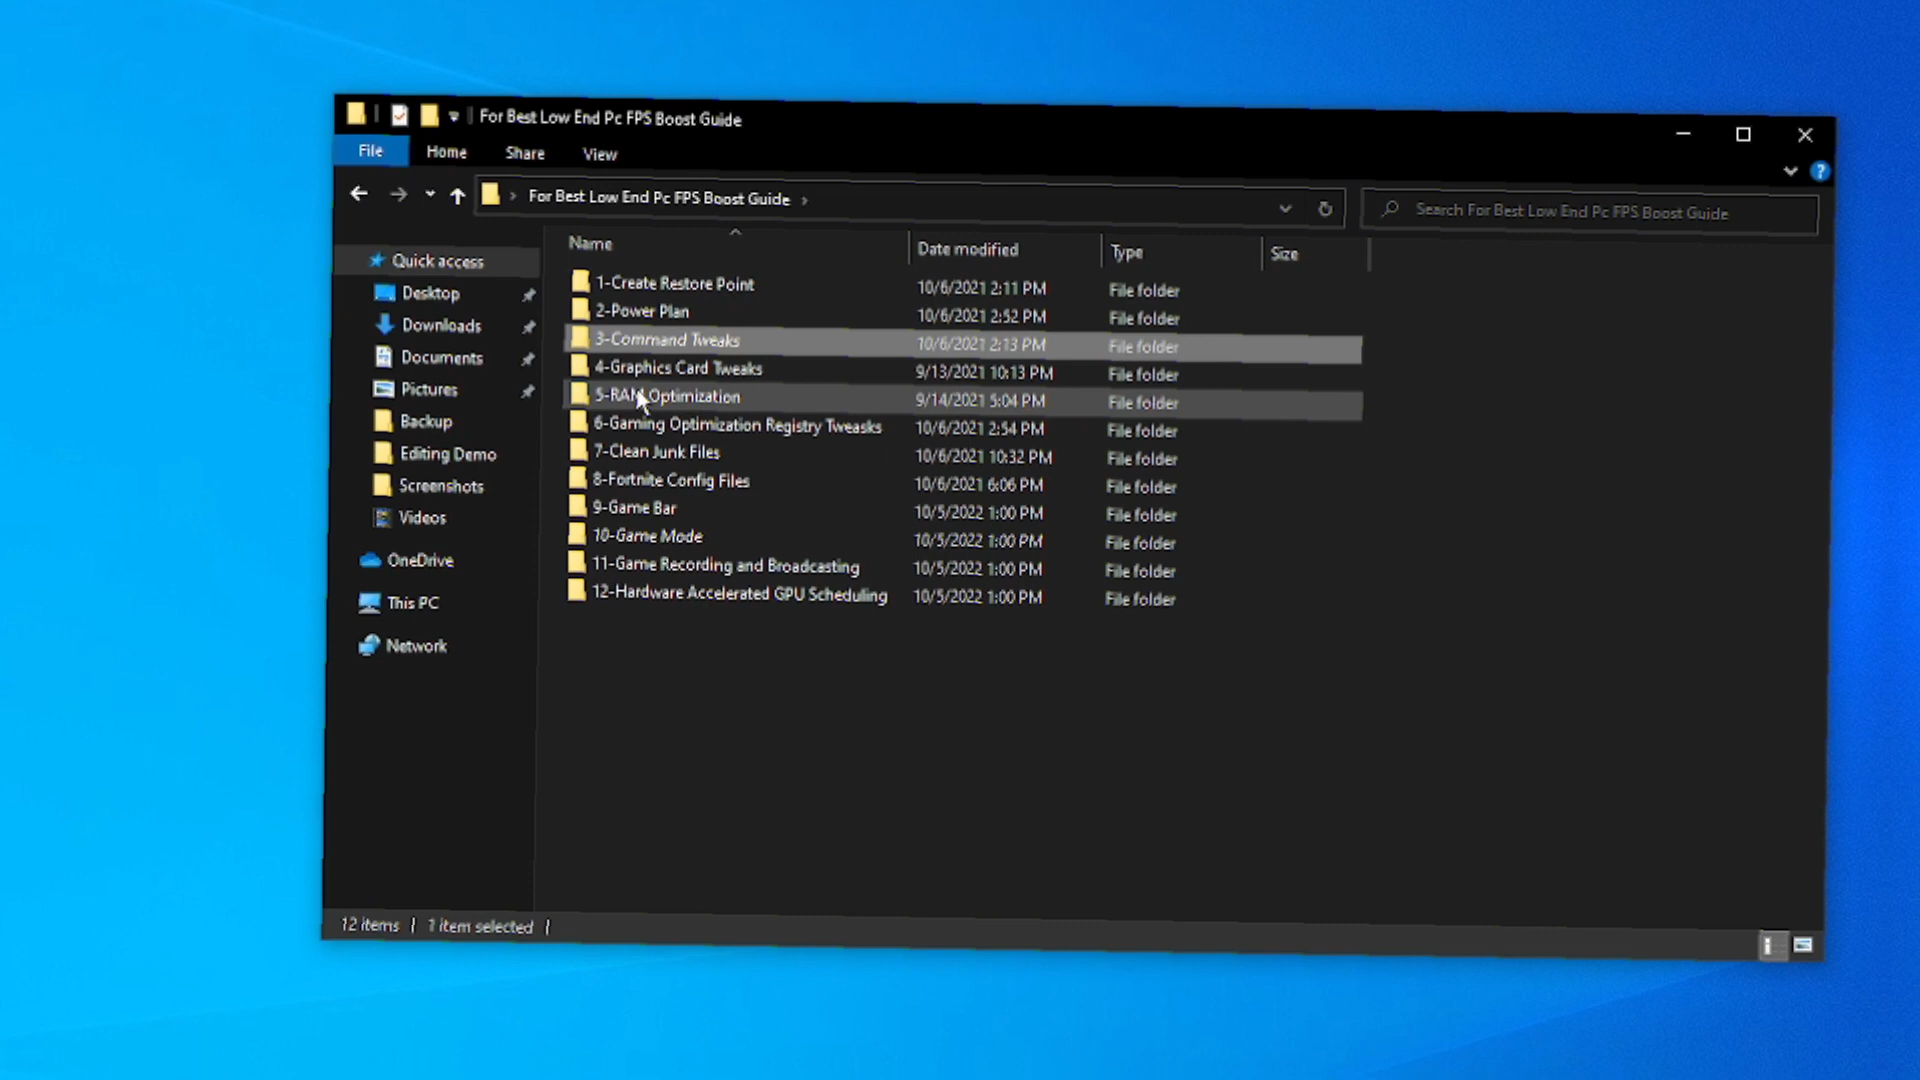 For Best Low End Pc FPS Boost Guide
File Home Share View
For Best Low End Pc FPS Boost Guide
Search For Best Low End Pc FPS Boost Guide
Name Date modified Type Size
Quick access
Desktop
Downloads
Documents
Pictures
Backup
Editing Demo
Screenshots
Videos
OneDrive
This PC
Network
1-Create Restore Point 10/6/2021 2:11 PM File folder
2-Power Plan 10/6/2021 2:52 PM File folder
3-Command Tweaks 10/6/2021 2:13 PM File folder
4-Graphics Card Tweaks 9/13/2021 10:13 PM File folder
5-RAM Optimization 9/14/2021 5:04 PM File folder
6-Gaming Optimization Registry Tweasks 10/6/2021 2:54 PM File folder
7-Clean Junk Files 10/6/2021 10:32 PM File folder
8-Fortnite Config Files 10/6/2021 6:06 PM File folder
9-Game Bar 10/5/2022 1:00 PM File folder
10-Game Mode 10/5/2022 1:00 PM File folder
11-Game Recording and Broadcasting 10/5/2022 1:00 PM File folder
12-Hardware Accelerated GPU Scheduling 10/5/2022 1:00 PM File folder
12 items 1 item selected